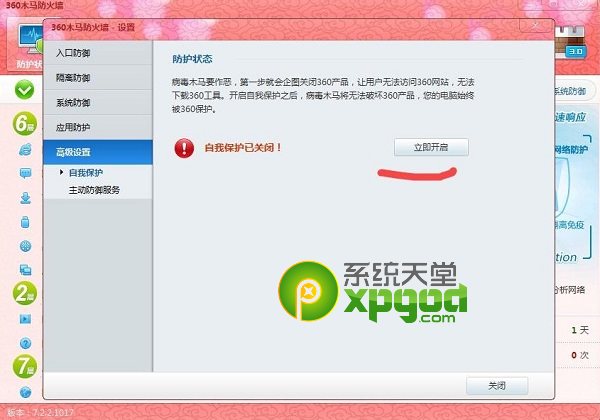 360木马防火墙
360木马防火墙 - 设置
防护状
入口防御
隔离防御
系统防御
应用防护
高级设置
自我保护
主动防御服务
防护状态
病毒木马要作恶，第一步就会企图关闭360产品，让用户无法访问360网站，无法
下载360工具。开启自我保护之后，病毒木马将无法破坏360产品，您的电脑始终
被360保护。
自我保护已关闭！
立即开启
系统天堂
xpgod
.com
关闭
3.0
系统防御
速响应
网络防护
隔离免疫
分析网络
1 天
0 次
6层
2层
7层
版本：7.2.2.1017